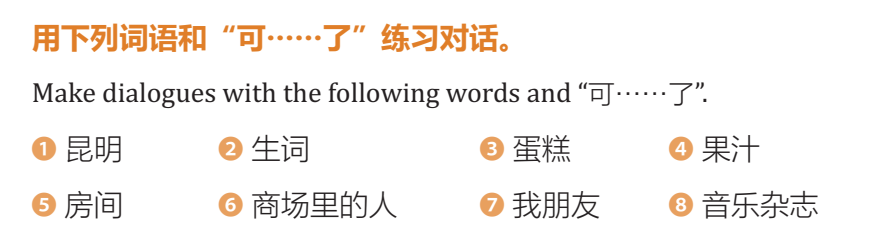 用下列词语和“可……了”练习对话。
Make dialogues with the following words and “可……了”.
1 昆明 2 生词 3 蛋糕 4 果汁
5 房间 6 商场里的人 7 我朋友 8 音乐杂志